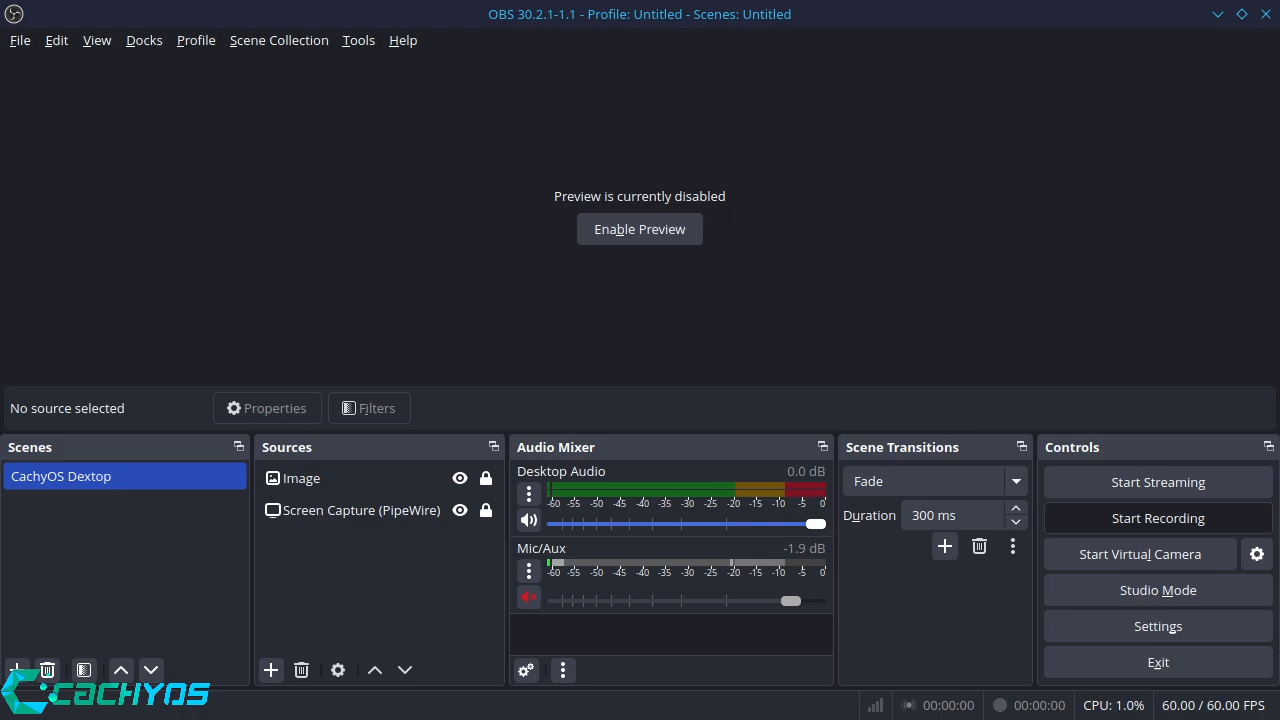 OBS 30.2.1-1.1 - Profile: Untitled - Scenes: Untitled
File Edit View Docks Profile Scene Collection Tools Help
Preview is currently disabled
Enable Preview
No source selected
Properties
Filters
Scenes
CachyOS Dextop
Sources
Image
Screen Capture (PipeWire)
Audio Mixer
Desktop Audio 0.0 dB
-60 -55 -50 -45 -40 -35 -30 -25 -20 -15 -10 -5 0
Mic/Aux -1.9 dB
-60 -55 -50 -45 -40 -35 -30 -25 -20 -15 -10 -5 0
Scene Transitions
Fade
Duration 300 ms
Controls
Start Streaming
Start Recording
Start Virtual Camera
Studio Mode
Settings
Exit
CACHYOS
00:00:00 00:00:00 CPU: 1.0% 60.00 / 60.00 FPS